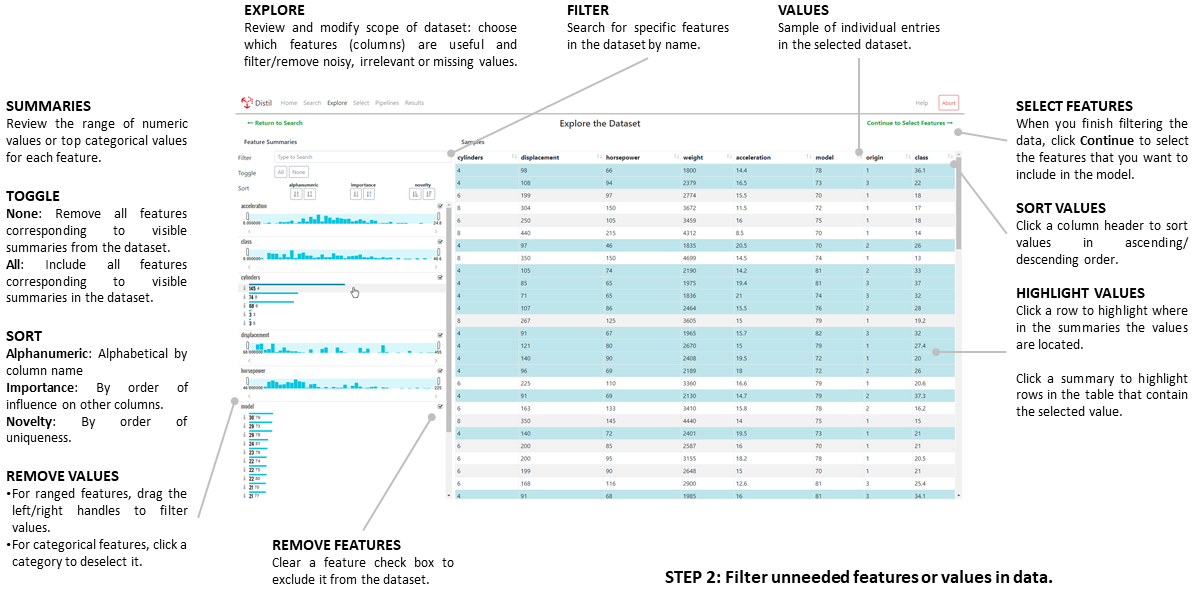 EXPLORE
Review and modify scope of dataset: choose
which features (columns) are useful and
filter/remove noisy, irrelevant or missing values.
FILTER
Search for specific features
in the dataset by name.
VALUES
Sample of individual entries
in the selected dataset.
SUMMARIES
Review the range of numeric
values or top categorical values
for each feature.
TOGGLE
None: Remove all features
corresponding to visible
summaries from the dataset.
All: Include all features
corresponding to visible
summaries in the dataset.
SORT
Alphanumeric: Alphabetical by
column name
Importance: By order of
influence on other columns.
Novelty: By order of
uniqueness.
REMOVE VALUES
•For ranged features, drag the
left/right handles to filter
values.
•For categorical features, click a
category to deselect it.
Distil Home Search Explore Select Pipelines Results Help Abort
Return to Search
Explore the Dataset
Continue to Select Features
Feature Summaries
Filter Type to Search
Toggle All None
Sort alphanumeric importance novelty
acceleration
8.000000 24.8
class
9.000000 46.6
cylinders
displacement
68.000000 455
horsepower
46.000000 225
model
Samples
cylinders displacement horsepower weight acceleration model origin class
4 98 66 1800 14.4 78 1 36.1
4 108 94 2379 16.5 73 3 22
6 199 97 2774 15.5 70 1 18
8 304 150 3672 11.5 72 1 17
6 250 105 3459 16 75 1 18
8 440 215 4312 8.5 70 1 14
4 97 46 1835 20.5 70 2 26
8 350 150 4699 14.5 74 1 13
4 105 74 2190 14.2 81 2 33
4 85 65 1975 19.4 81 3 37
4 71 65 1836 21 74 3 32
4 107 86 2464 15.5 76 2 28
8 267 125 3605 15 79 1 19.2
4 91 67 1965 15.7 82 3 32
4 121 80 2670 15 79 1 27.4
4 140 90 2408 19.5 72 1 20
4 96 69 2189 18 72 2 26
6 225 110 3360 16.6 79 1 20.6
4 91 69 2130 14.7 79 2 37.3
6 163 133 3410 15.8 78 2 16.2
8 350 145 4440 14 75 1 15
4 140 72 2401 19.5 73 1 21
6 200 85 2587 16 70 1 21
6 200 95 3155 18.2 78 1 20.5
6 199 90 2648 15 70 1 21
6 168 116 2900 12.6 81 3 25.4
4 91 68 1985 16 81 3 34.1
SELECT FEATURES
When you finish filtering the
data, click Continue to select
the features that you want to
include in the model.
SORT VALUES
Click a column header to sort
values in ascending/
descending order.
HIGHLIGHT VALUES
Click a row to highlight where
in the summaries the values
are located.
Click a summary to highlight
rows in the table that contain
the selected value.
REMOVE FEATURES
Clear a feature check box to
exclude it from the dataset.
STEP 2: Filter unneeded features or values in data.